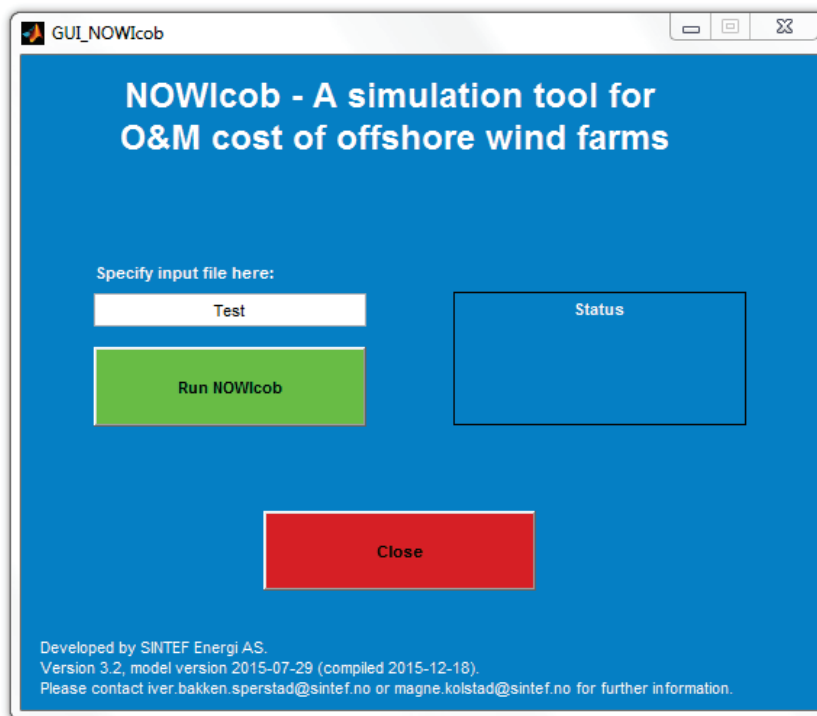 GUI_NOWIcob
NOWIcob - A simulation tool for
O&M cost of offshore wind farms
Specify input file here:
Test
Status
Run NOWIcob
Close
Developed by SINTEF Energi AS.
Version 3.2, model version 2015-07-29 (compiled 2015-12-18).
Please contact iver.bakken.sperstad@sintef.no or magne.kolstad@sintef.no for further information.